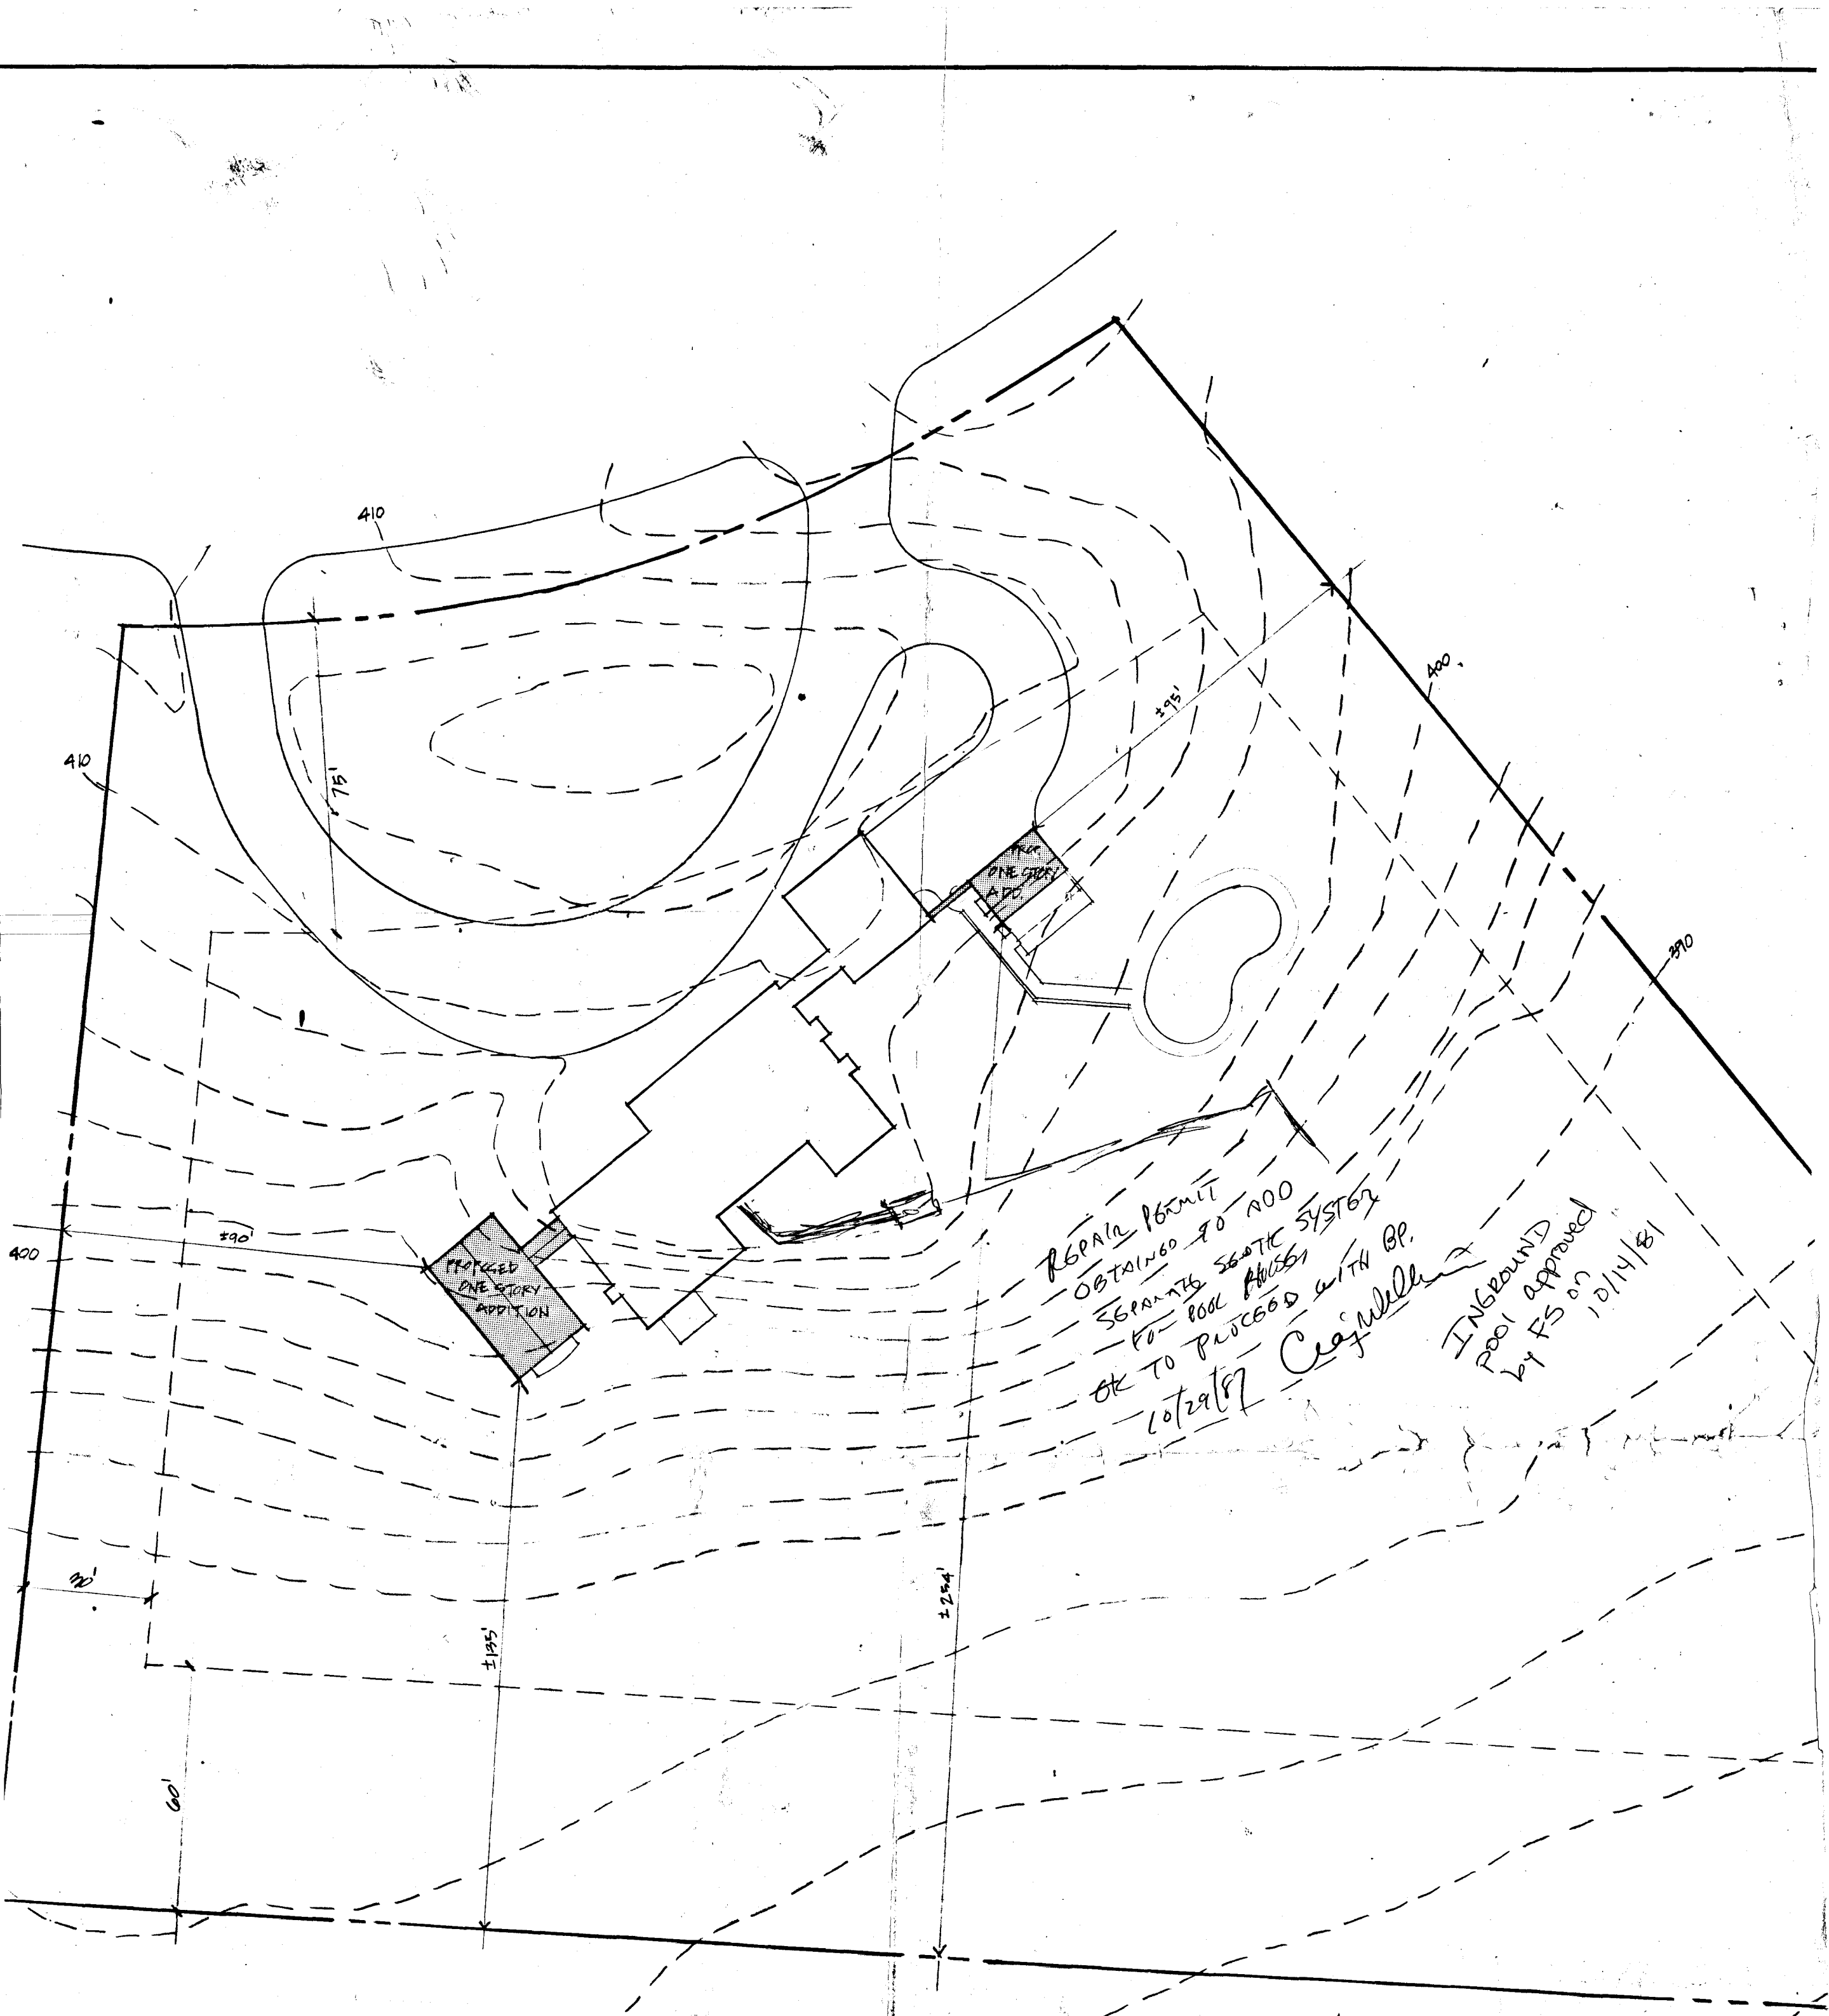 410
410
75'
±95'
400
PROP.
ONE STORY
ADD.
390
400
±90'
PROPOSED
ONE STORY
ADDITION
REPAIR PERMIT
OBTAINED TO ADD
SEPARATE SEPTIC SYSTEM
FOR POOL HOUSE,
OK TO PROCEED WITH BP.
10/29/87
INGROUND
pool approved
by FS on
10/14/81
30'
±135'
±254'
60'